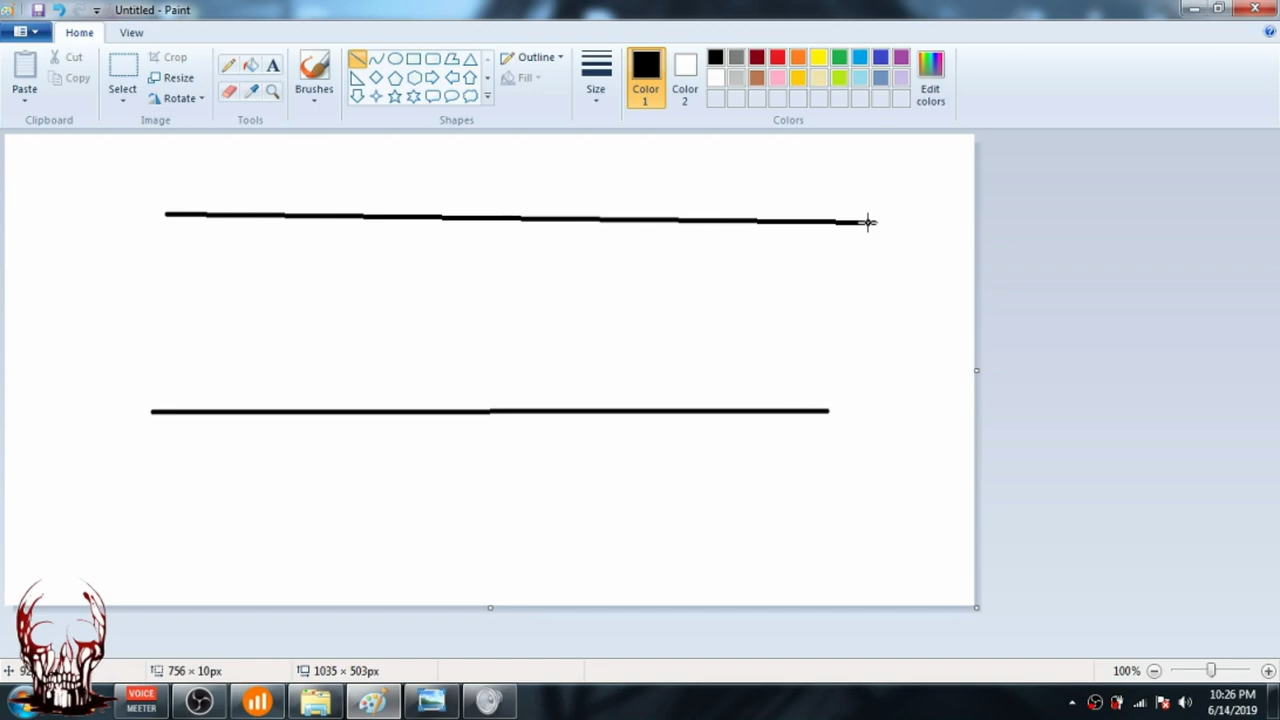 Untitled - Paint
Home View
Paste
Cut
Copy
Clipboard
Select
Crop
Resize
Rotate
Image
A
Tools
Brushes
Outline
Fill
Shapes
Size
Color
1
Color
2
Edit
colors
Colors
756 × 10px
1035 × 503px
100%
VOICE
MEETER
10:26 PM
6/14/2019